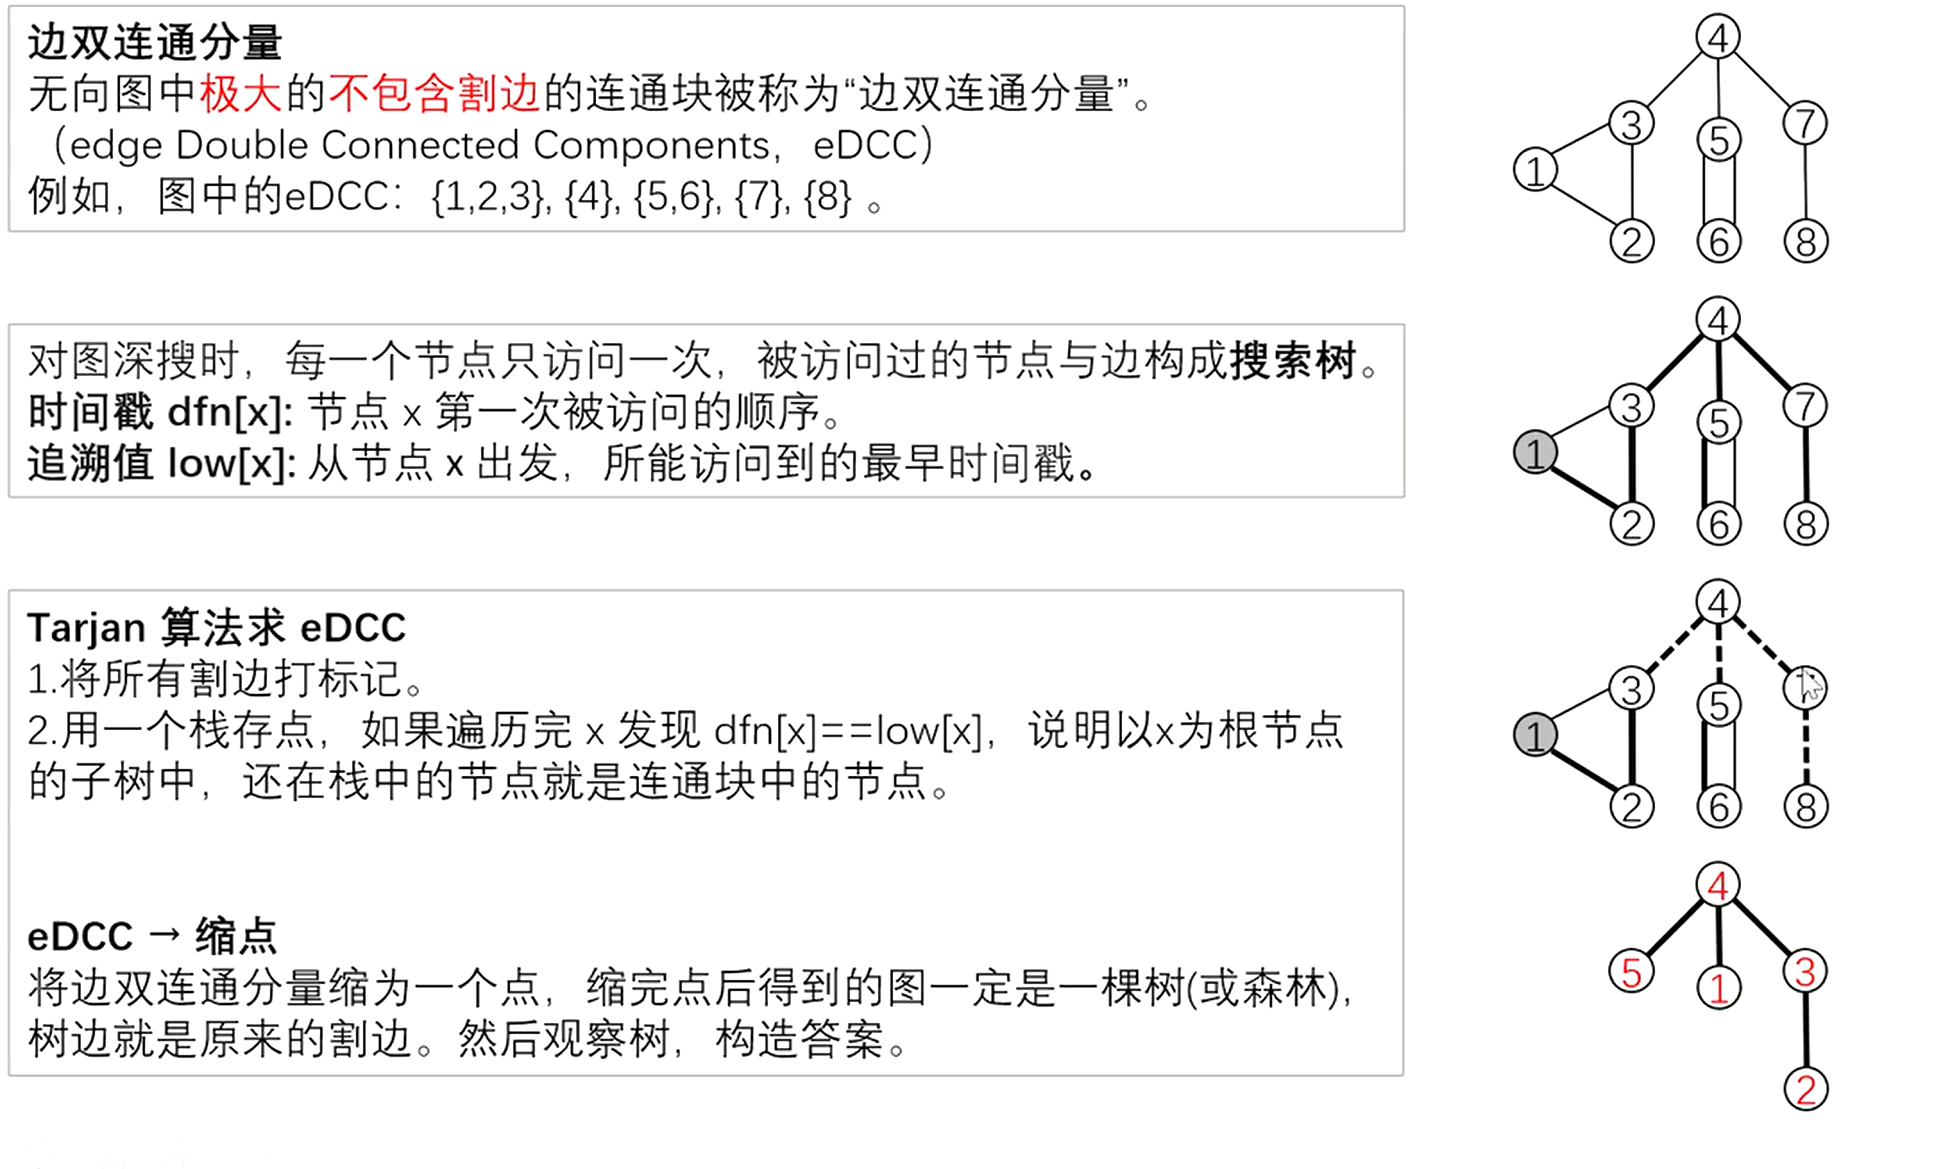 边双连通分量
无向图中极大的不包含割边的连通块被称为“边双连通分量”。
（edge Double Connected Components，eDCC）
例如，图中的eDCC：{1,2,3}, {4}, {5,6}, {7}, {8} 。
4
3
5
7
1
2
6
8
对图深搜时，每一个节点只访问一次，被访问过的节点与边构成搜索树。
时间戳 dfn[x]: 节点 x 第一次被访问的顺序。
追溯值 low[x]: 从节点 x 出发，所能访问到的最早时间戳。
4
3
5
7
1
2
6
8
Tarjan 算法求 eDCC
1.将所有割边打标记。
2.用一个栈存点，如果遍历完 x 发现 dfn[x]==low[x]，说明以x为根节点
的子树中，还在栈中的节点就是连通块中的节点。
4
3
5
1
2
6
8
eDCC → 缩点
将边双连通分量缩为一个点，缩完点后得到的图一定是一棵树(或森林)，
树边就是原来的割边。然后观察树，构造答案。
4
5
1
3
2